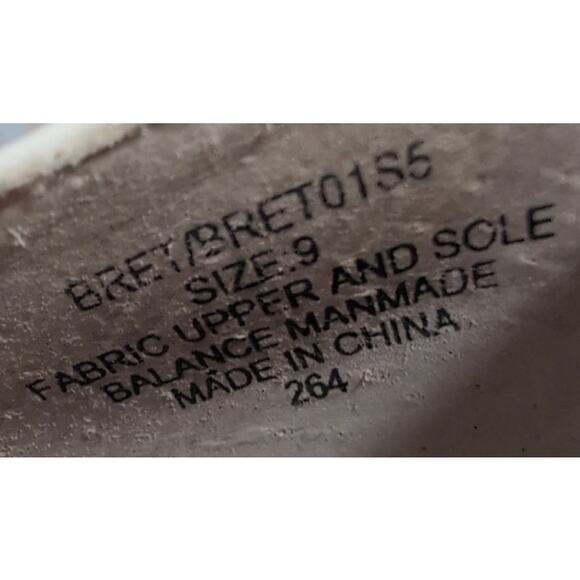 BRET/BRET01S5
SIZE:9
FABRIC UPPER AND SOLE
BALANCE MANMADE
MADE IN CHINA
264